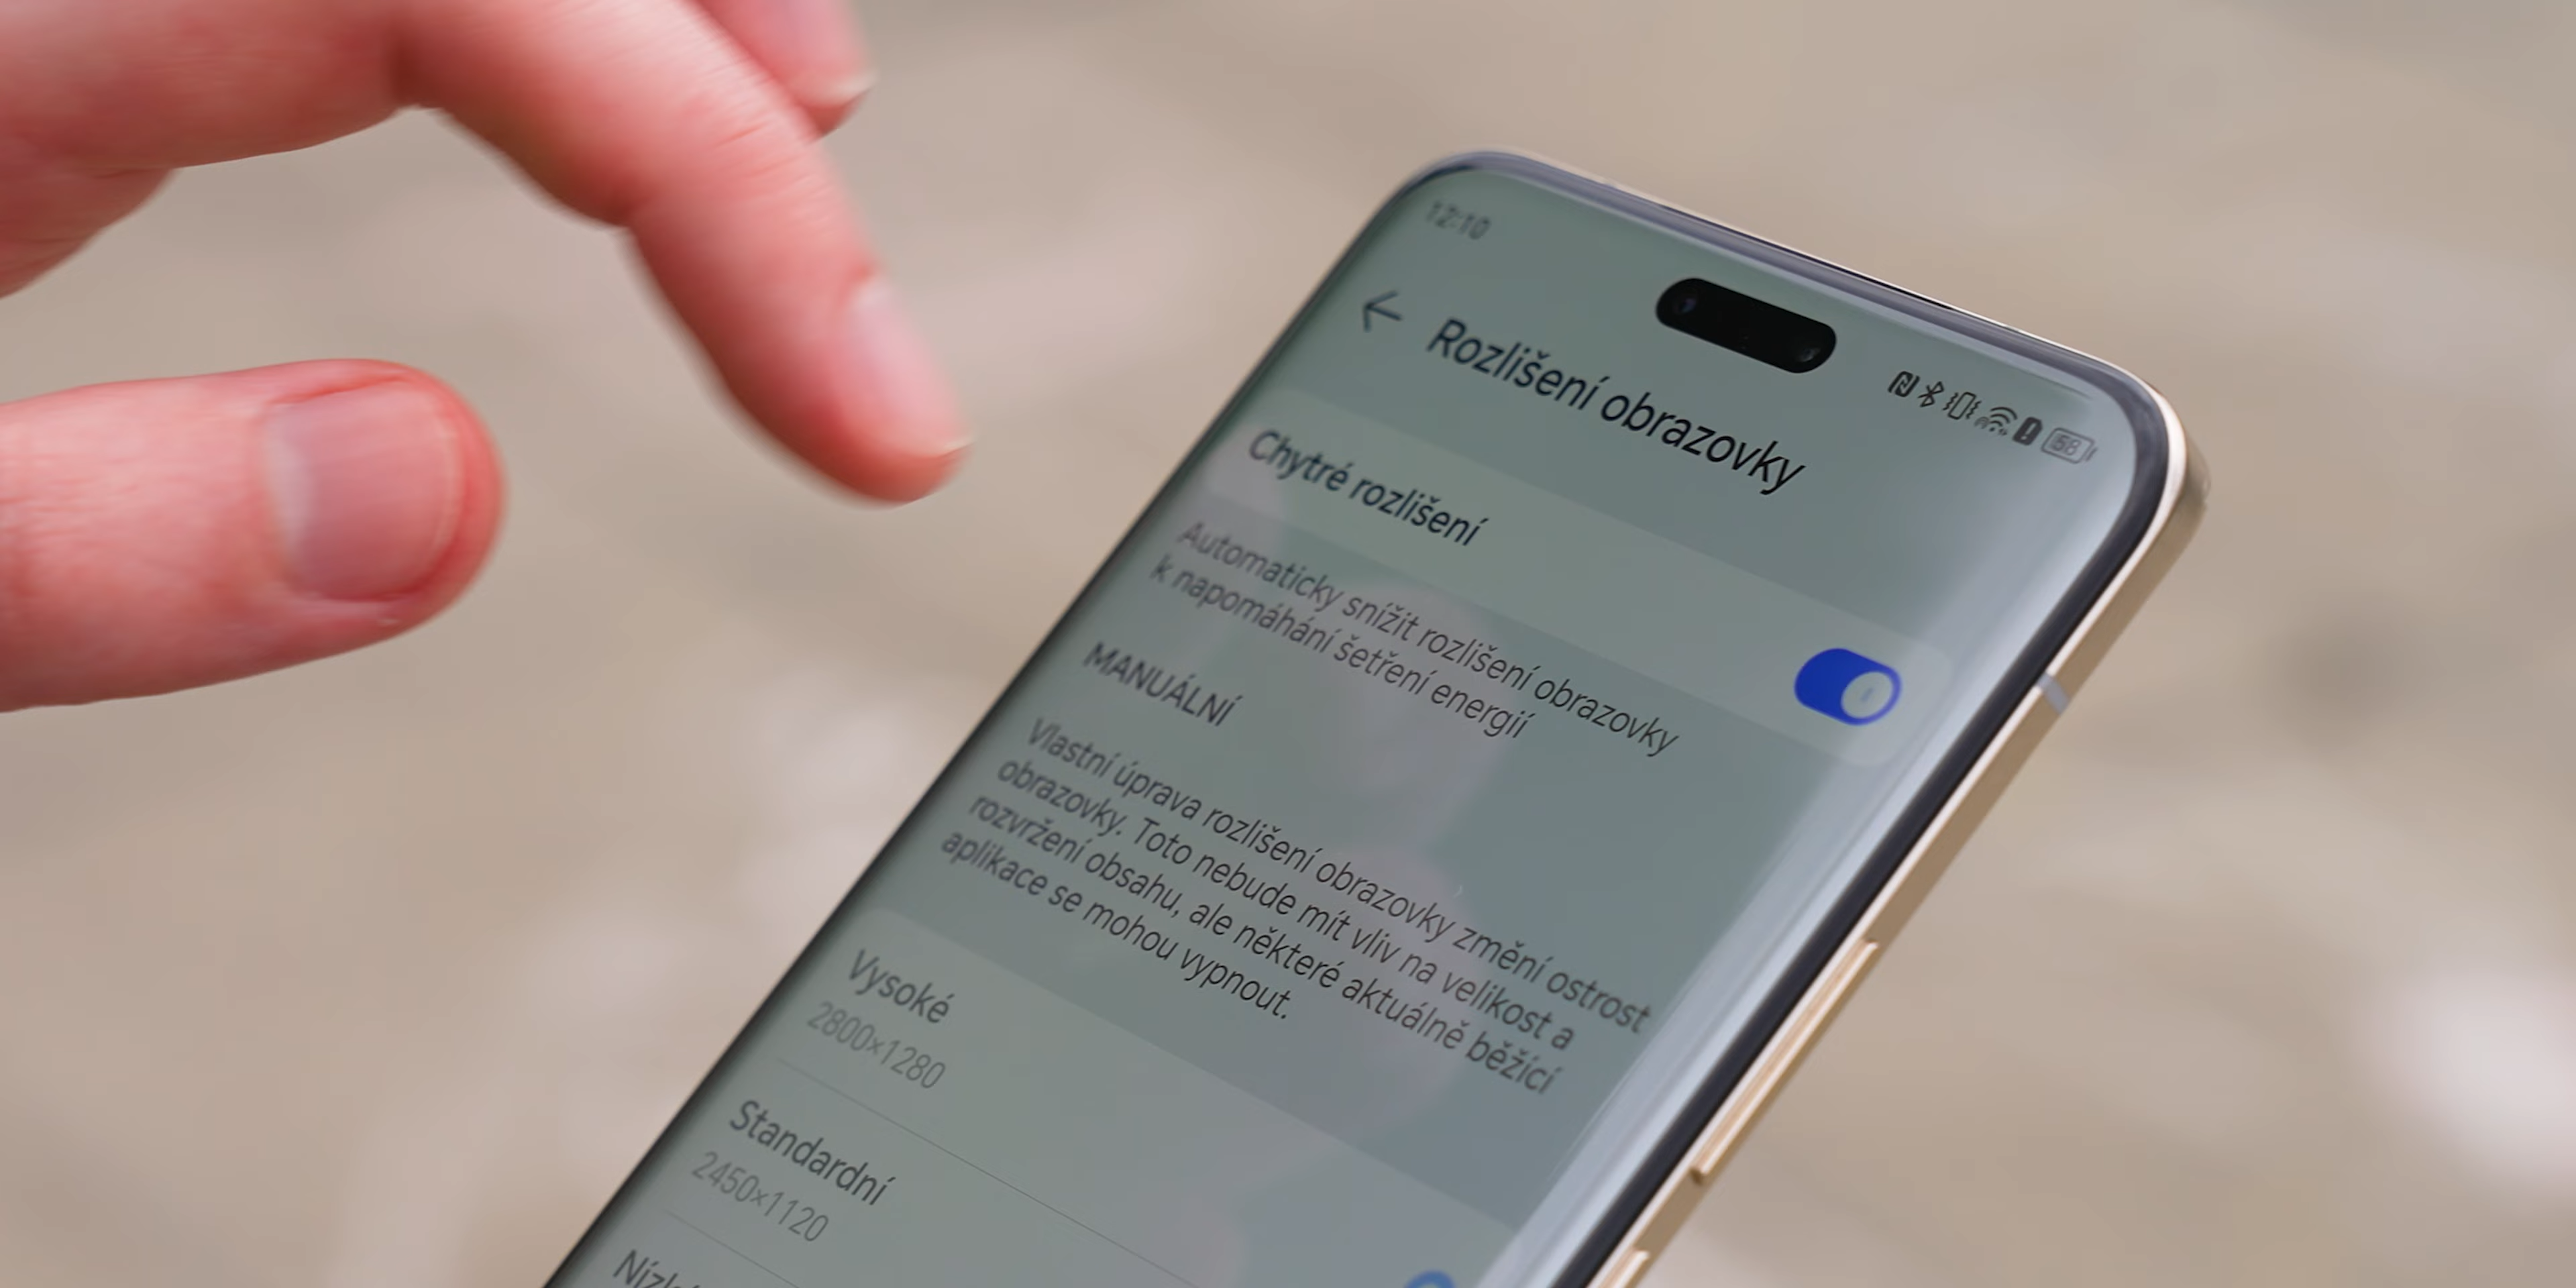 12:10
58
Rozlišení obrazovky
Chytré rozlišení
Automaticky snížit rozlišení obrazovky
k napomáhání šetření energií
MANUÁLNÍ
Vlastní úprava rozlišení obrazovky změní ostrost
obrazovky. Toto nebude mít vliv na velikost a
rozvržení obsahu, ale některé aktuálně běžící
aplikace se mohou vypnout.
Vysoké
2800×1280
Standardní
2450×1120